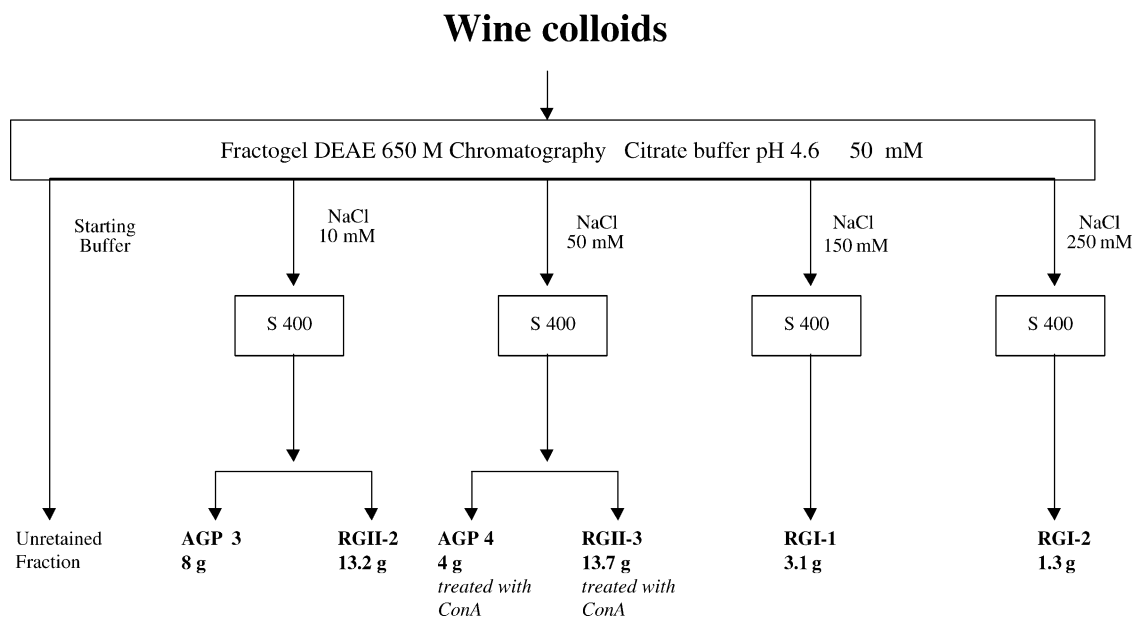 Wine colloids
Fractogel DEAE 650 M Chromatography Citrate buffer pH 4.6 50 mM
Starting
Buffer
NaCl
10 mM
NaCl
50 mM
NaCl
150 mM
NaCl
250 mM
S 400
S 400
S 400
S 400
Unretained
Fraction
AGP 3
8 g
RGII-2
13.2 g
AGP 4
4 g
treated with
ConA
RGII-3
13.7 g
treated with
ConA
RGI-1
3.1 g
RGI-2
1.3 g